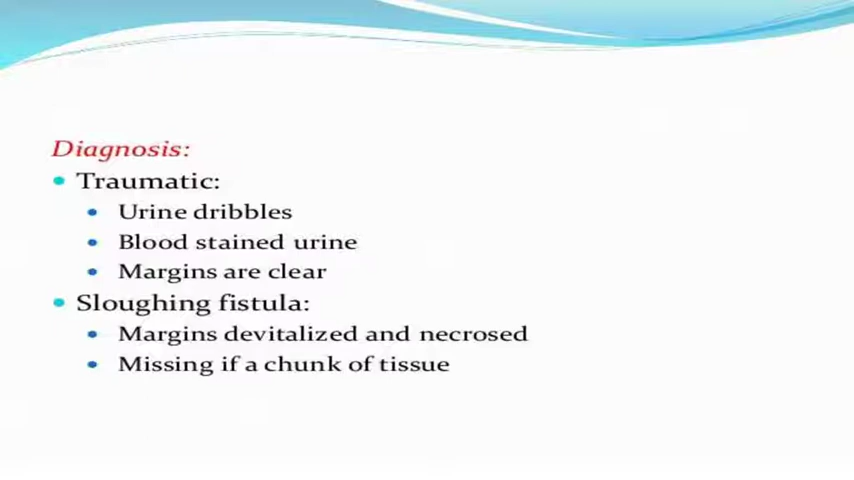 Diagnosis:
• Traumatic:
• Urine dribbles
• Blood stained urine
• Margins are clear
• Sloughing fistula:
• Margins devitalized and necrosed
• Missing if a chunk of tissue